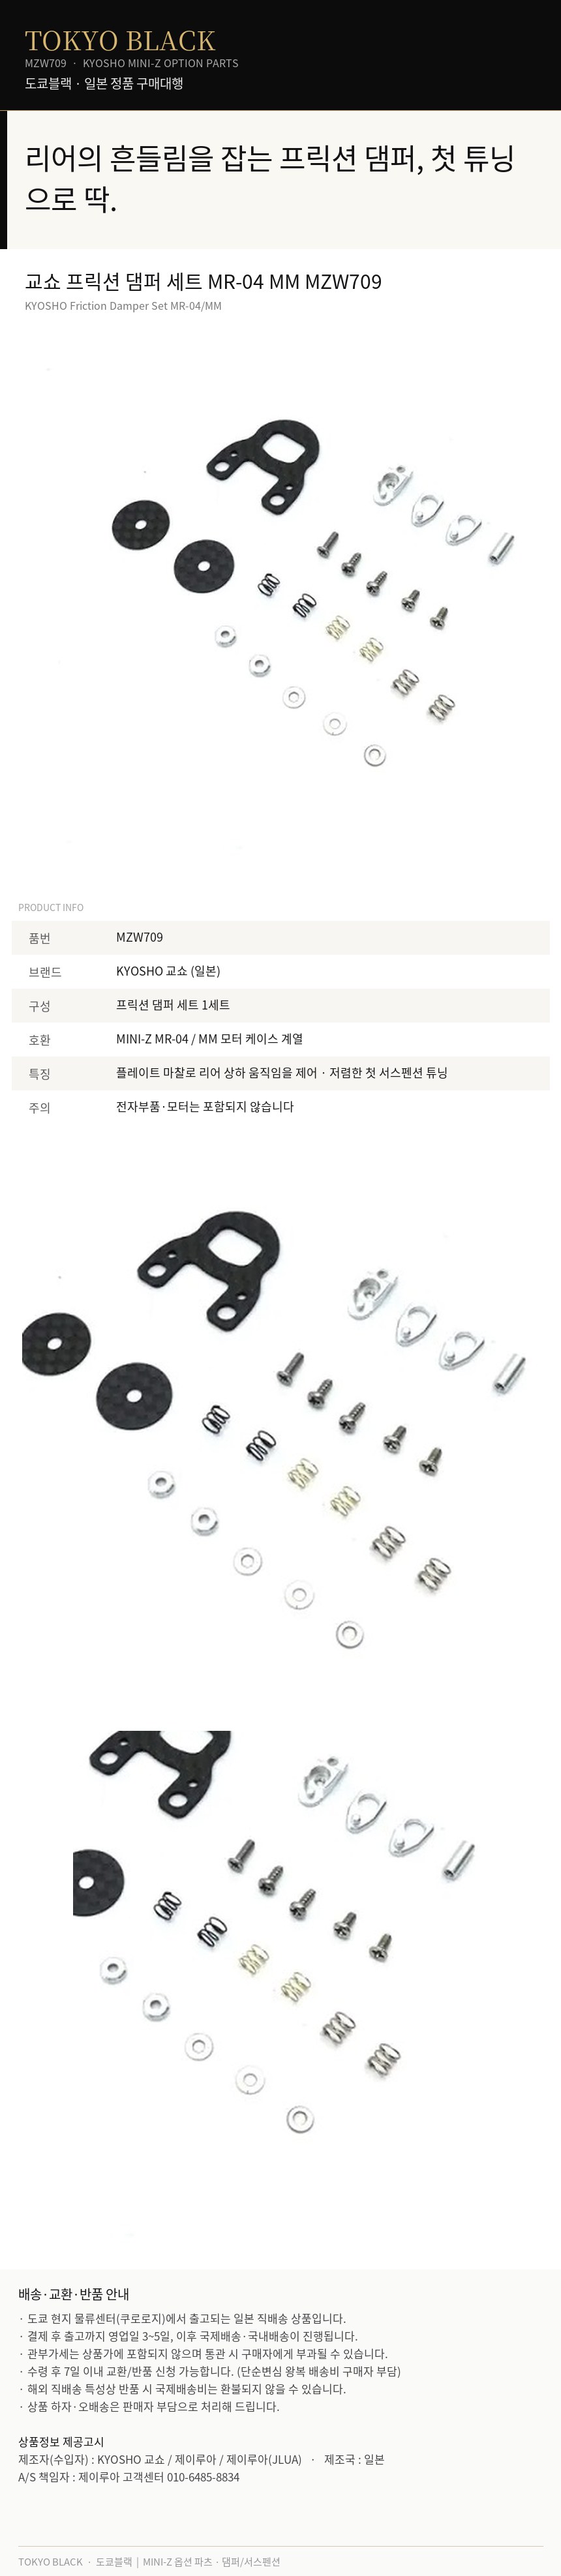 TOKYO BLACK
MZW709 · KYOSHO MINI-Z OPTION PARTS
도쿄블랙 · 일본 정품 구매대행
리어의 흔들림을 잡는 프릭션 댐퍼, 첫 튜닝
으로 딱.
교쇼 프릭션 댐퍼 세트 MR-04 MM MZW709
KYOSHO Friction Damper Set MR-04/MM
PRODUCT INFO
품번 MZW709
브랜드 KYOSHO 교쇼 (일본)
구성 프릭션 댐퍼 세트 1세트
호환 MINI-Z MR-04 / MM 모터 케이스 계열
특징 플레이트 마찰로 리어 상하 움직임을 제어 · 저렴한 첫 서스펜션 튜닝
주의 전자부품·모터는 포함되지 않습니다
배송·교환·반품 안내
· 도쿄 현지 물류센터(쿠로로지)에서 출고되는 일본 직배송 상품입니다.
· 결제 후 출고까지 영업일 3~5일, 이후 국제배송·국내배송이 진행됩니다.
· 관부가세는 상품가에 포함되지 않으며 통관 시 구매자에게 부과될 수 있습니다.
· 수령 후 7일 이내 교환/반품 신청 가능합니다. (단순변심 왕복 배송비 구매자 부담)
· 해외 직배송 특성상 반품 시 국제배송비는 환불되지 않을 수 있습니다.
· 상품 하자·오배송은 판매자 부담으로 처리해 드립니다.
상품정보 제공고시
제조자(수입자) : KYOSHO 교쇼 / 제이루아 / 제이루아(JLUA) · 제조국 : 일본
A/S 책임자 : 제이루아 고객센터 010-6485-8834
TOKYO BLACK · 도쿄블랙 | MINI-Z 옵션 파츠 · 댐퍼/서스펜션